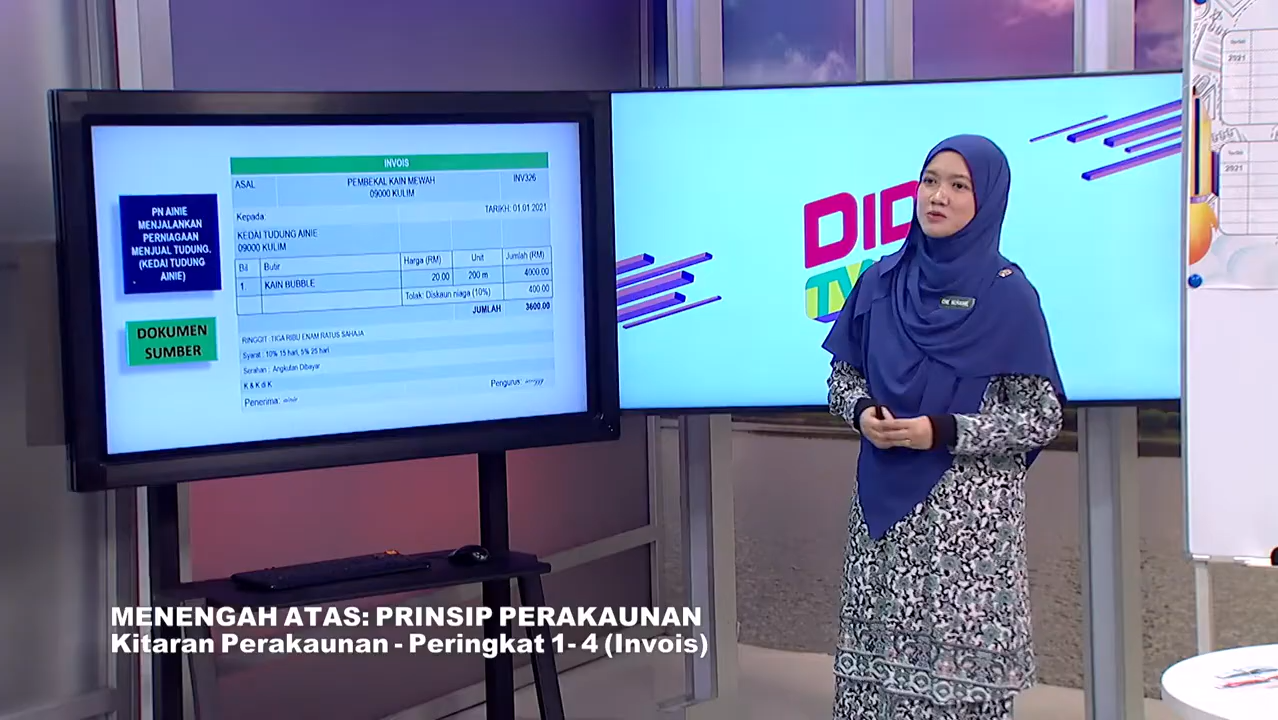 INVOIS
ASAL
PEMBEKAL KAIN MEWAH
09000 KULIM
INV326
Kepada
TARIKH: 01.01.2021
KEDAI TUDUNG AINIE
09000 KULIM
Bil Butir Harga (RM) Unit Jumlah (RM)
1 KAIN BUBBLE 20.00 200 m 4000.00
Tolak: Diskaun niaga (10%) 400.00
JUMLAH 3600.00
RINGGIT : TIGA RIBU ENAM RATUS SAHAJA
Syarat : 10% 15 hari, 5% 25 hari
Serahan : Angkutan Dibayar
K & K di K
Pengurus:
Penerima:
PN AINIE
MENJALANKAN
PERNIAGAAN
MENJUAL TUDUNG.
(KEDAI TUDUNG
AINIE)
DOKUMEN
SUMBER
DID
TV
2021
2021
MENENGAH ATAS: PRINSIP PERAKAUNAN
Kitaran Perakaunan - Peringkat 1- 4 (Invois)